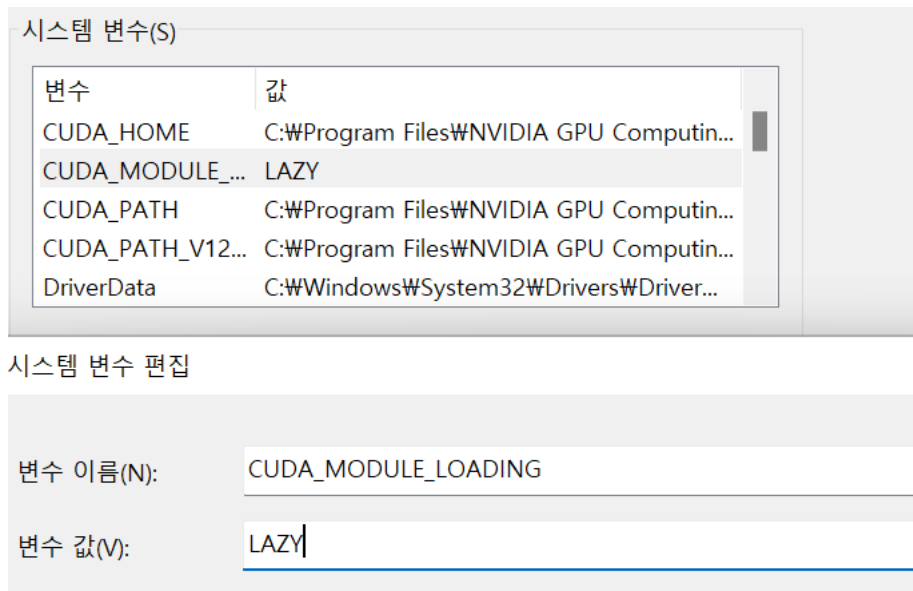 시스템 변수(S)
변수 값
CUDA_HOME C:₩Program Files₩NVIDIA GPU Computin...
CUDA_MODULE_... LAZY
CUDA_PATH C:₩Program Files₩NVIDIA GPU Computin...
CUDA_PATH_V12... C:₩Program Files₩NVIDIA GPU Computin...
DriverData C:₩Windows₩System32₩Drivers₩Driver...
시스템 변수 편집
변수 이름(N): CUDA_MODULE_LOADING
변수 값(V): LAZY